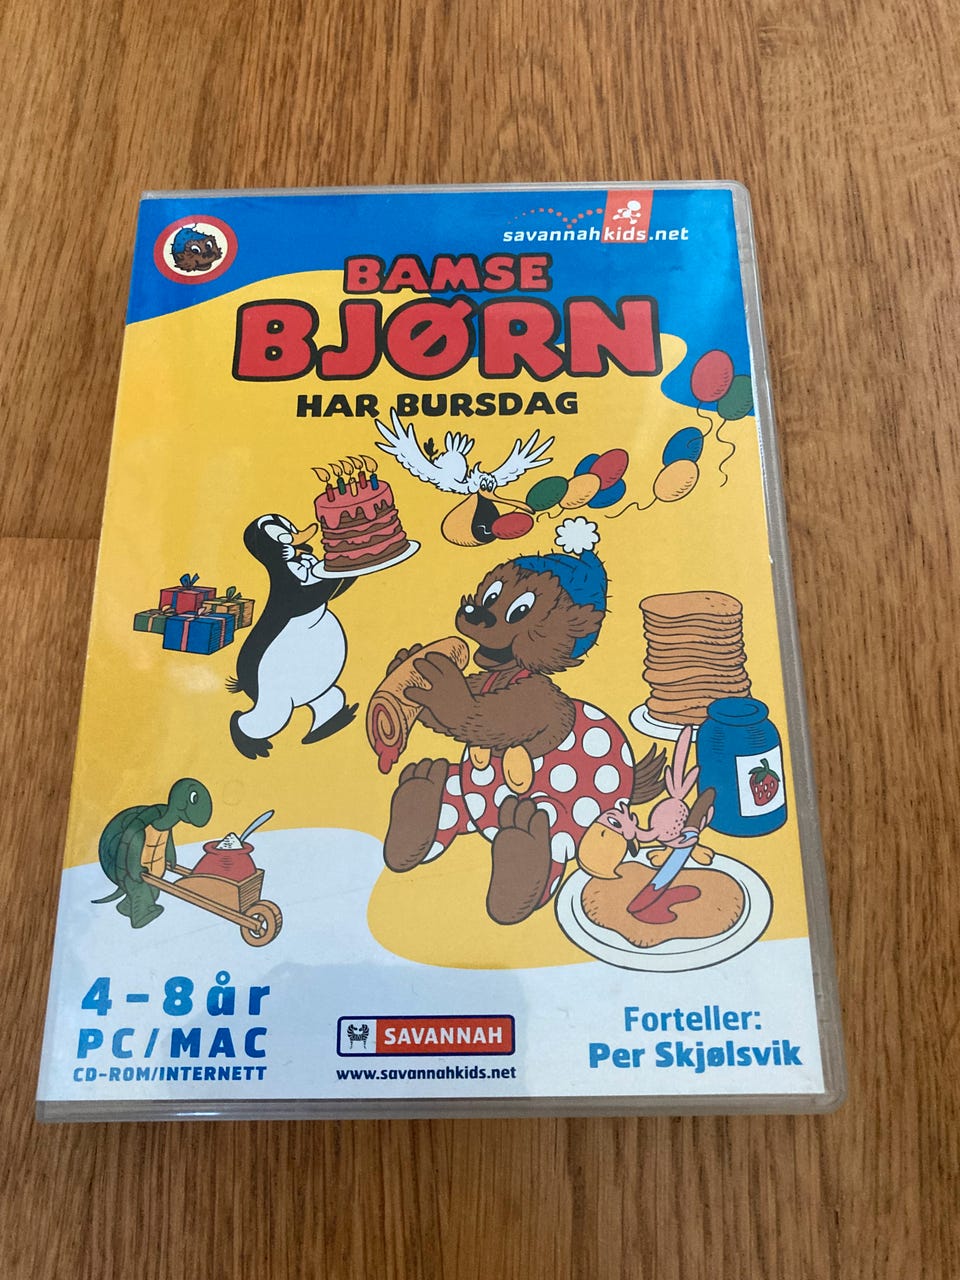 savannahkids.net
BAMSE
BJØRN
HAR BURSDAG
4-8 år
PC/MAC
CD-ROM/INTERNETT
SAVANNAH
www.savannahkids.net
Forteller:
Per Skjølsvik